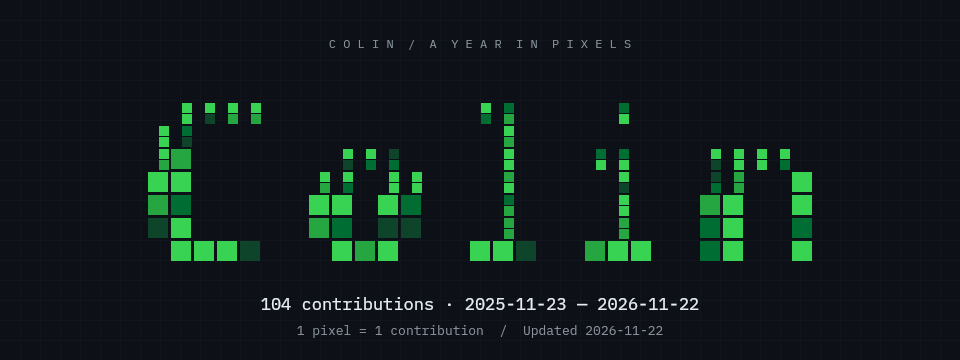 COLIN / A YEAR IN PIXELS
Colin
104 contributions · 2025-11-23 — 2026-11-22
1 pixel = 1 contribution / Updated 2026-11-22